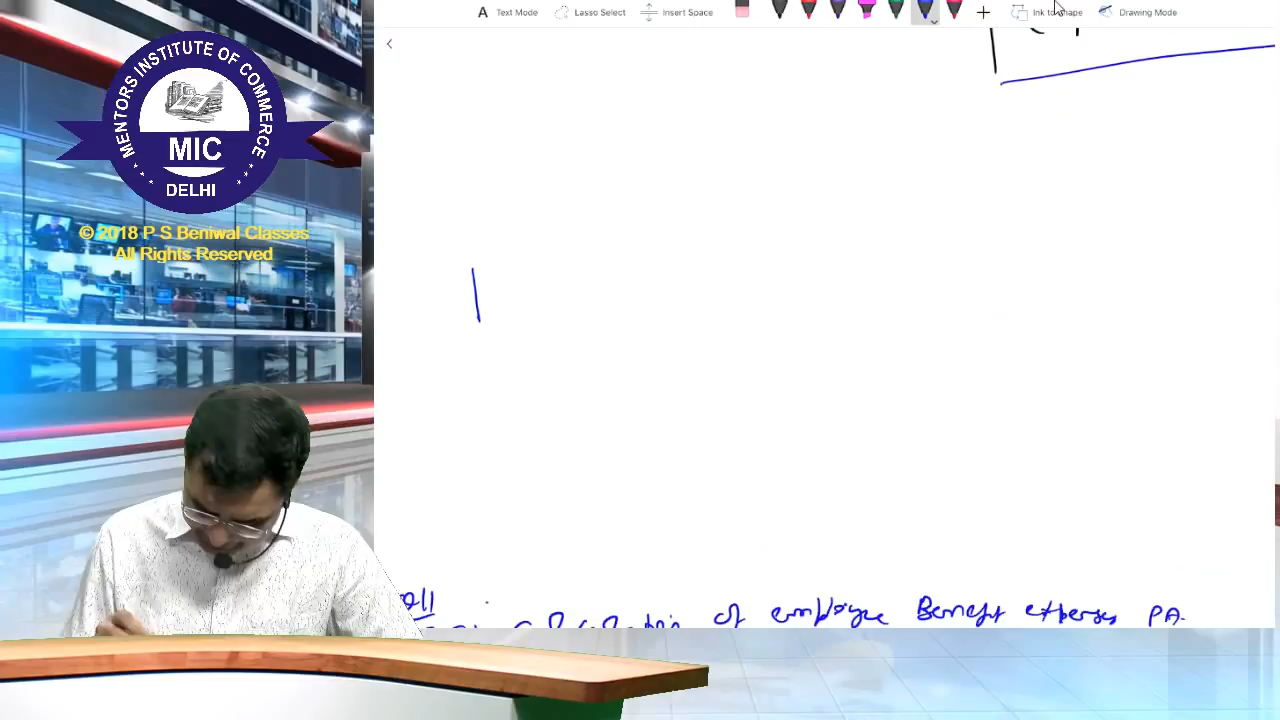 A Text Mode Lasso Select Insert Space Ink to Shape Drawing Mode
MENTORS INSTITUTE OF COMMERCE
MIC
DELHI
© 2018 P S Beniwal Classes
All Rights Reserved
of employee Benefit expenses PA.